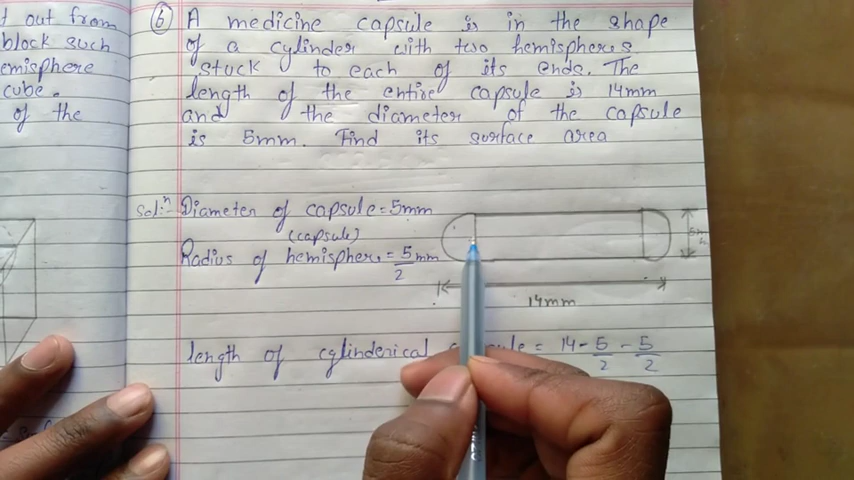 t out from
block such
emisphere
cube.
of the
6 A medicine capsule is in the shape
of a cylinder with two hemispheres
stuck to each of its ends. The
length of the entire capsule is 14mm
and the diameter of the capsule
is 5mm. Find its surface area
Solⁿ:- Diameter of capsule = 5mm
(capsule)
Radius of hemisphere = 5/2 mm
14mm
length of cylinderical = 14 - 5/2 - 5/2